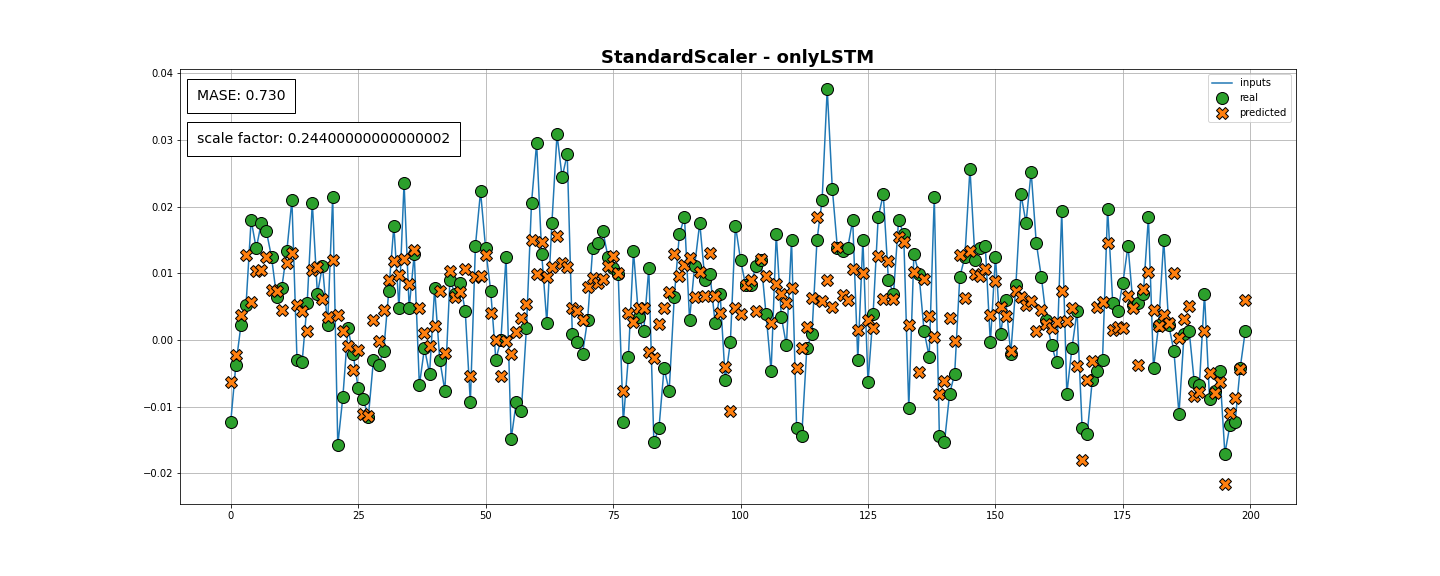 StandardScaler - onlyLSTM
MASE: 0.730
scale factor: 0.24400000000000002
inputs
real
predicted
0.04
0.03
0.02
0.01
0.00
−0.01
−0.02
0 25 50 75 100 125 150 175 200